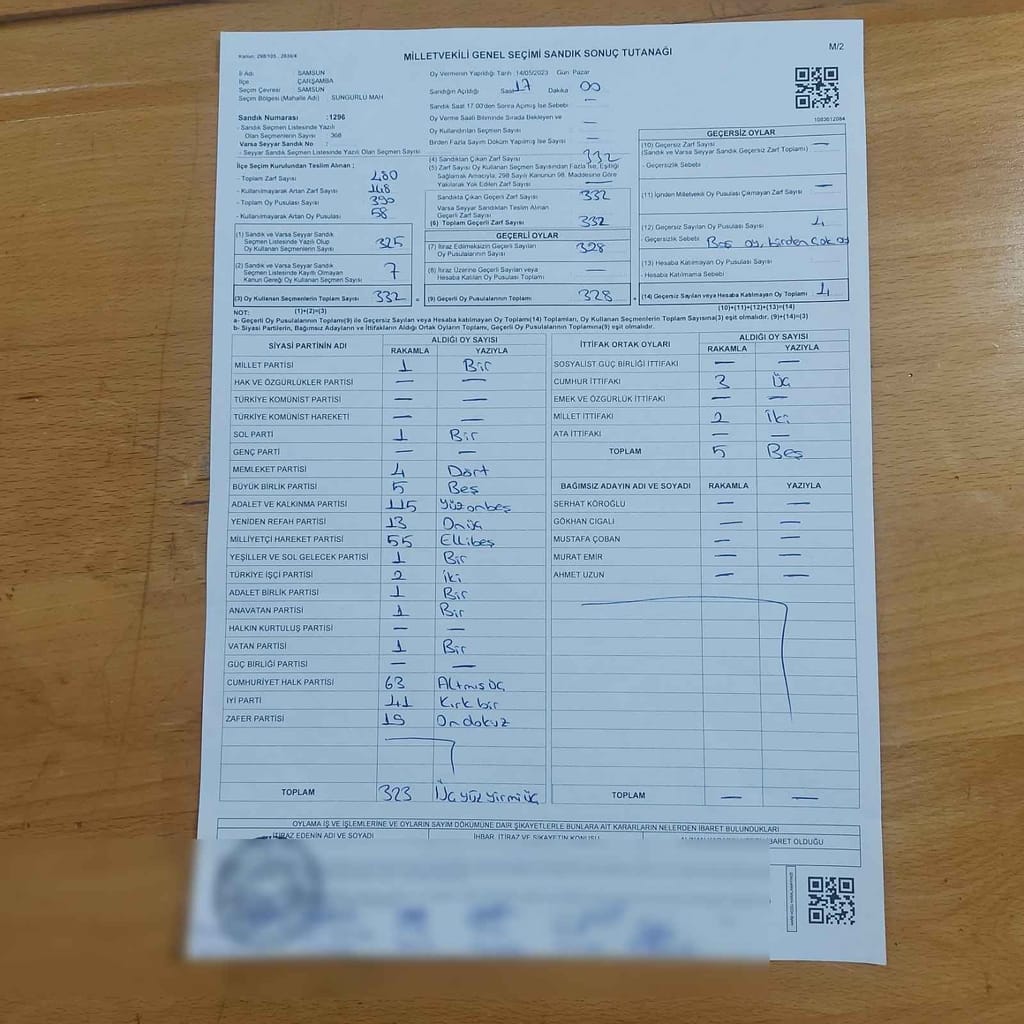 Kanun: 298/105 , 2839/4
MİLLETVEKİLİ GENEL SEÇİMİ SANDIK SONUÇ TUTANAĞI
M/2
İl Adı SAMSUN
İlçe ÇARŞAMBA
Seçim Çevresi SAMSUN
Seçim Bölgesi (Mahalle Adı) : SUNGURLU MAH
Sandık Numarası : 1296
- Sandık Seçmen Listesinde Yazılı
Olan Seçmenlerin Sayısı 368
Varsa Seyyar Sandık No :
- Seyyar Sandık Seçmen Listesinde Yazılı Olan Seçmen Sayısı
İlçe Seçim Kurulundan Teslim Alınan ;
- Toplam Zarf Sayısı 480
- Kullanılmayarak Artan Zarf Sayısı 148
- Toplam Oy Pusula Sayısı 390
- Kullanılmayarak Artan Oy Pusulası 58
(1) Sandık ve Varsa Seyyar Sandık
Seçmen Listesinde Yazılı Olup
Oy Kullanan Seçmenlerin Sayısı 325
(2) Sandık ve Varsa Seyyar Sandık
Seçmen Listesinde Kayıtlı Olmayan
Kanun Gereği Oy Kullanan Seçmen Sayısı 7
(3) Oy Kullanan Seçmenlerin Toplam Sayısı 332 =
(1)+(2)=(3)
Oy Vermenin Yapıldığı Tarih :14/05/2023 Gün: Pazar
Sandığın Açıldığı Saat 17 Dakika 00
Sandık Saat 17.00'den Sonra Açılmış İse Sebebi —
Oy Verme Saati Bitiminde Sırada Bekleyen ve
Oy Kullandırılan Seçmen Sayısı —
Birden Fazla Sayım Döküm Yapılmış İse Sayısı —
(4) Sandıktan Çıkan Zarf Sayısı 332
(5) Zarf Sayısı Oy Kullanan Seçmen Sayısından Fazla İse, Eşitliği
Sağlamak Amacıyla, 298 Sayılı Kanunun 98. Maddesine Göre
Yakılarak Yok Edilen Zarf Sayısı —
Sandıkta Çıkan Geçerli Zarf Sayısı 332
Varsa Seyyar Sandıktan Teslim Alınan
Geçerli Zarf Sayısı
(6) Toplam Geçerli Zarf Sayısı 332
GEÇERLİ OYLAR
(7) İtiraz Edilmeksizin Geçerli Sayılan
Oy Pusulasının Sayısı 328
(8) İtiraz Üzerine Geçerli Sayılan veya
Hesaba Katılan Oy Pusulası Toplamı —
(9) Geçerli Oy Pusulalarının Toplamı 328 +
1083612084
GEÇERSİZ OYLAR
(10) Geçersiz Zarf Sayısı —
(Sandık ve Varsa Seyyar Sandık Geçersiz Zarf Toplamı)
- Geçersizlik Sebebi
(11) İçinden Milletvekili Oy Pusulası Çıkmayan Zarf Sayısı —
(12) Geçersiz Sayılan Oy Pusulası Sayısı 4
- Geçersizlik Sebebi Boş oy, birden çok oy
(13) Hesaba Katılmayan Oy Pusulası Sayısı
- Hesaba Katılmama Sebebi
(14) Geçersiz Sayılan veya Hesaba Katılmayan Oy Toplamı 4
(10)+(11)+(12)+(13)=(14)
NOT:
a- Geçerli Oy Pusulalarının Toplamı(9) ile Geçersiz Sayılan veya Hesaba katılmayan Oy Toplamı(14) Toplamları, Oy Kullanan Seçmenlerin Toplam Sayısına(3) eşit olmalıdır. (9)+(14)=(3)
b- Siyasi Partilerin, Bağımsız Adayların ve İttifakların Aldığı Ortak Oyların Toplamı, Geçerli Oy Pusulalarının Toplamına(9) eşit olmalıdır.
SİYASİ PARTİNİN ADI ALDIĞI OY SAYISI
RAKAMLA YAZIYLA
MİLLET PARTİSİ 1 Bir
HAK VE ÖZGÜRLÜKLER PARTİSİ — —
TÜRKİYE KOMÜNİST PARTİSİ — —
TÜRKİYE KOMÜNİST HAREKETİ — —
SOL PARTİ 1 Bir
GENÇ PARTİ — —
MEMLEKET PARTİSİ 4 Dört
BÜYÜK BİRLİK PARTİSİ 5 Beş
ADALET VE KALKINMA PARTİSİ 115 Yüzonbeş
YENİDEN REFAH PARTİSİ 13 Onüç
MİLLİYETÇİ HAREKET PARTİSİ 55 Ellibeş
YEŞİLLER VE SOL GELECEK PARTİSİ 1 Bir
TÜRKİYE İŞÇİ PARTİSİ 2 İki
ADALET BİRLİK PARTİSİ 1 Bir
ANAVATAN PARTİSİ 1 Bir
HALKIN KURTULUŞ PARTİSİ — —
VATAN PARTİSİ 1 Bir
GÜÇ BİRLİĞİ PARTİSİ — —
CUMHURİYET HALK PARTİSİ 63 Altmışüç
İYİ PARTİ 41 Kırkbir
ZAFER PARTİSİ 19 Ondokuz
TOPLAM 323 Üçyüzyirmiüç
İTTİFAK ORTAK OYLARI ALDIĞI OY SAYISI
RAKAMLA YAZIYLA
SOSYALİST GÜÇ BİRLİĞİ İTTİFAKI — —
CUMHUR İTTİFAKI 3 Üç
EMEK VE ÖZGÜRLÜK İTTİFAKI — —
MİLLET İTTİFAKI 2 İki
ATA İTTİFAKI — —
TOPLAM 5 Beş
BAĞIMSIZ ADAYIN ADI VE SOYADI RAKAMLA YAZIYLA
SERHAT KÖROĞLU — —
GÖKHAN CIGALI — —
MUSTAFA ÇOBAN — —
MURAT EMİR — —
AHMET UZUN — —
TOPLAM — —
OYLAMA İŞ VE İŞLEMLERİNE VE OYLARIN SAYIM DÖKÜMÜNE DAİR ŞİKAYETLERLE BUNLARA AİT KARARLARIN NELERDEN İBARET BULUNDUKLARI
İTİRAZ EDENİN ADI VE SOYADI İHBAR, İTİRAZ VE ŞİKAYETİN KONUSU İBARET OLDUĞU